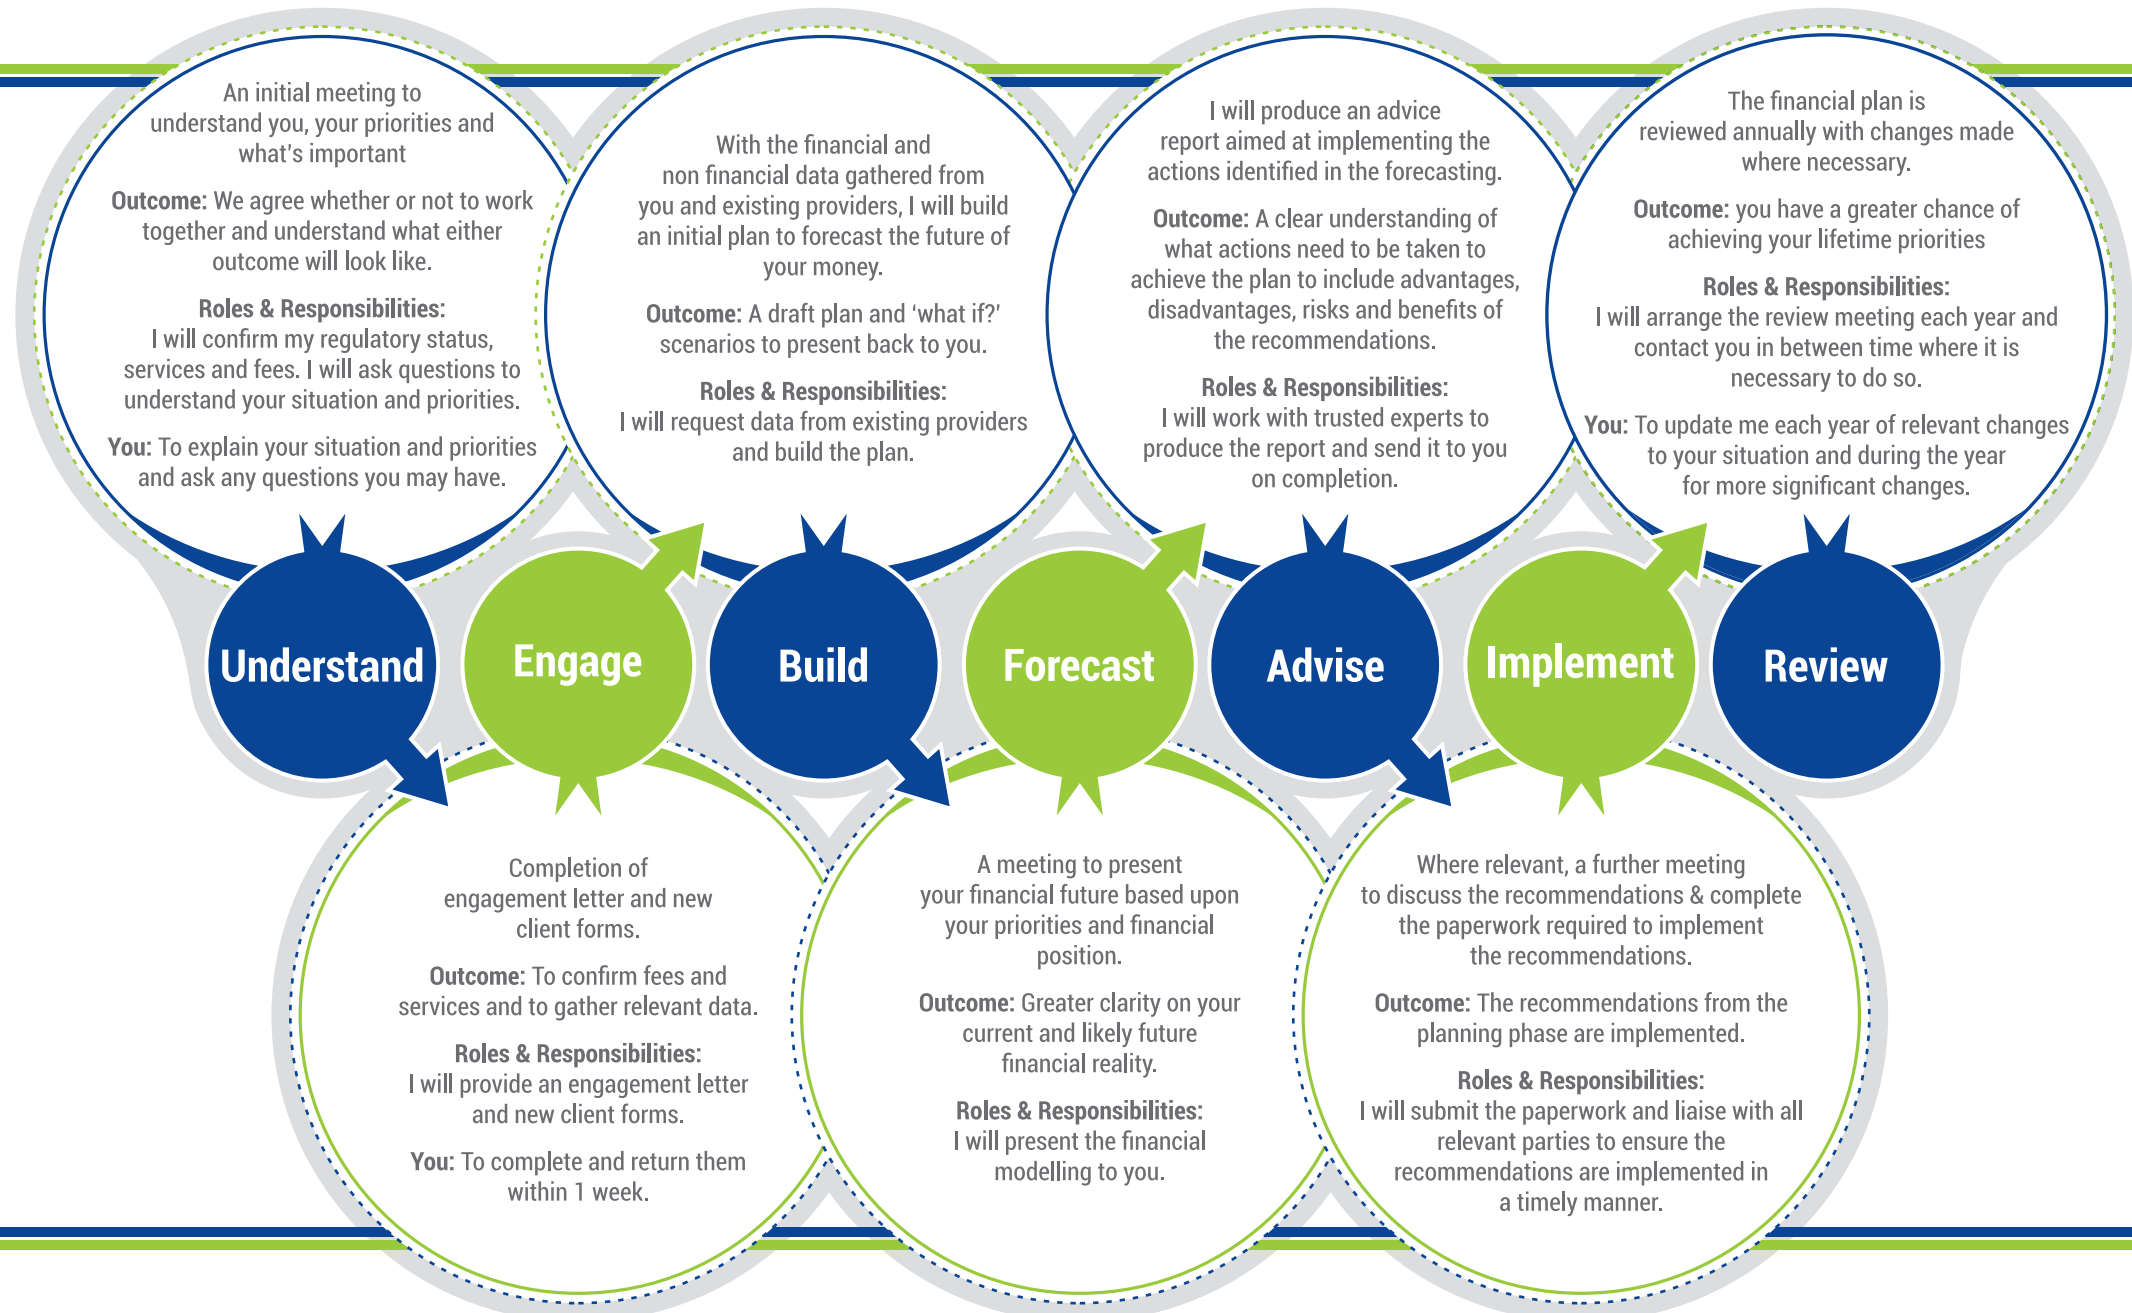 An initial meeting to
understand you, your priorities and
what's important
Outcome: We agree whether or not to work
together and understand what either
outcome will look like.
Roles & Responsibilities:
I will confirm my regulatory status,
services and fees. I will ask questions to
understand your situation and priorities.
You: To explain your situation and priorities
and ask any questions you may have.
Understand
Completion of
engagement letter and new
client forms.
Outcome: To confirm fees and
services and to gather relevant data.
Roles & Responsibilities:
I will provide an engagement letter
and new client forms.
You: To complete and return them
within 1 week.
Engage
With the financial and
non financial data gathered from
you and existing providers, I will build
an initial plan to forecast the future of
your money.
Outcome: A draft plan and ‘what if?’
scenarios to present back to you.
Roles & Responsibilities:
I will request data from existing providers
and build the plan.
Build
A meeting to present
your financial future based upon
your priorities and financial
position.
Outcome: Greater clarity on your
current and likely future
financial reality.
Roles & Responsibilities:
I will present the financial
modelling to you.
Forecast
I will produce an advice
report aimed at implementing the
actions identified in the forecasting.
Outcome: A clear understanding of
what actions need to be taken to
achieve the plan to include advantages,
disadvantages, risks and benefits of
the recommendations.
Roles & Responsibilities:
I will work with trusted experts to
produce the report and send it to you
on completion.
Advise
Where relevant, a further meeting
to discuss the recommendations & complete
the paperwork required to implement
the recommendations.
Outcome: The recommendations from the
planning phase are implemented.
Roles & Responsibilities:
I will submit the paperwork and liaise with all
relevant parties to ensure the
recommendations are implemented in
a timely manner.
Implement
The financial plan is
reviewed annually with changes made
where necessary.
Outcome: you have a greater chance of
achieving your lifetime priorities
Roles & Responsibilities:
I will arrange the review meeting each year and
contact you in between time where it is
necessary to do so.
You: To update me each year of relevant changes
to your situation and during the year
for more significant changes.
Review